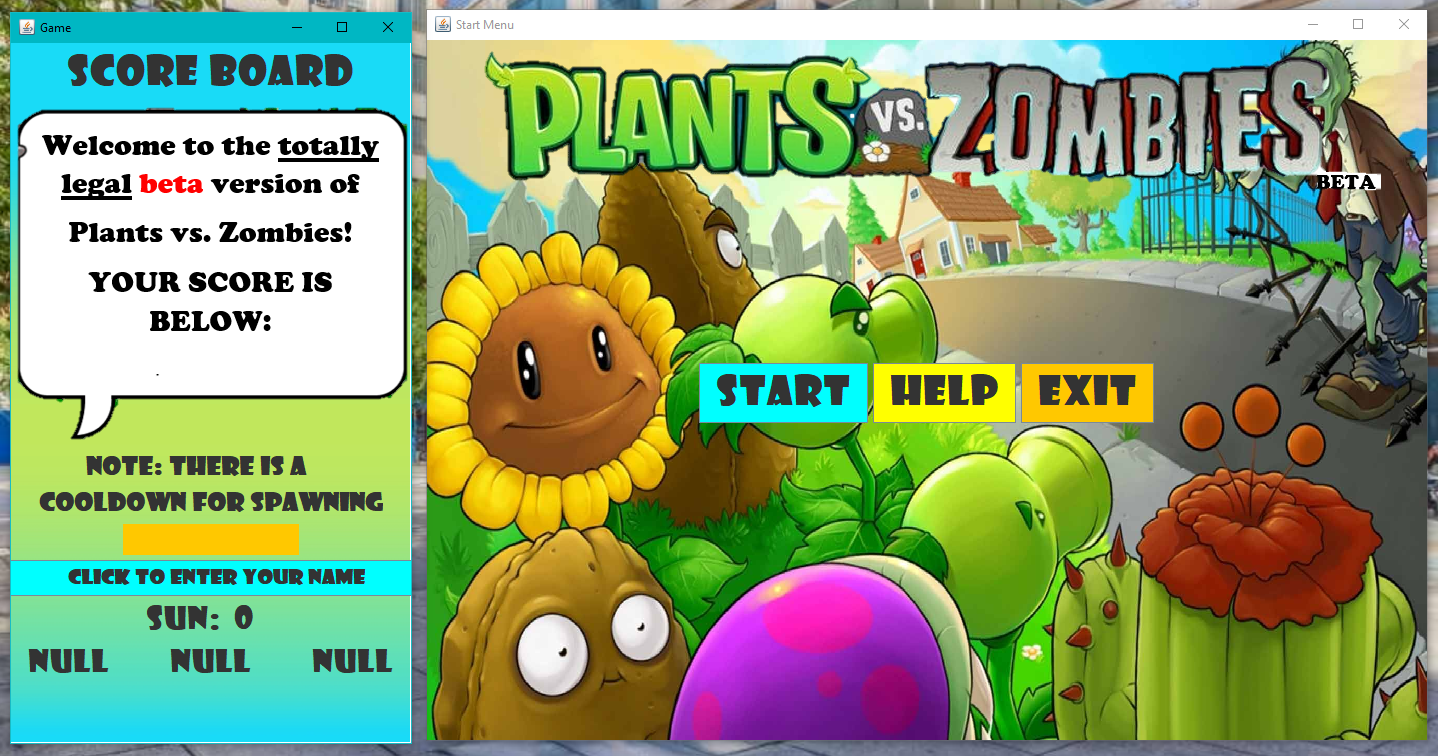 Game
SCORE BOARD
Welcome to the totally
legal beta version of
Plants vs. Zombies!
YOUR SCORE IS
BELOW:
.
NOTE: THERE IS A
COOLDOWN FOR SPAWNING
CLICK TO ENTER YOUR NAME
SUN: 0
NULL NULL NULL
Start Menu
PLANTS VS. ZOMBIES
BETA
START HELP EXIT